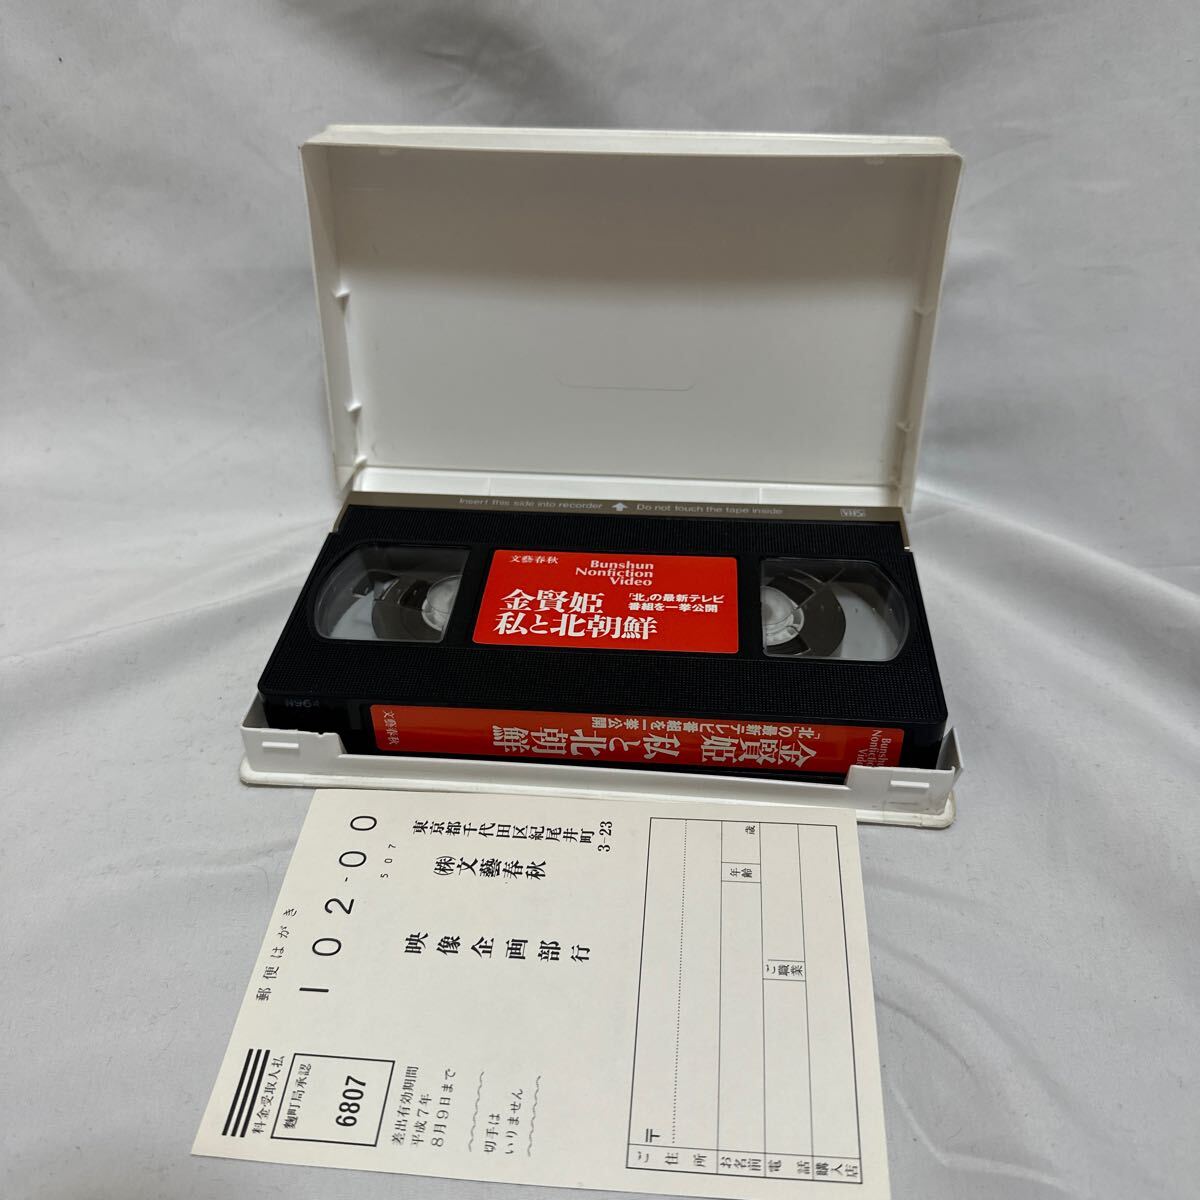 Insert this side into recorder Do not touch the tape inside
VHS
文藝春秋
Bunshun
Nonfiction
Video
「北」の最新テレビ
番組を一挙公開
金賢姫
私と北朝鮮
文藝春秋
金賢姫 私と北朝鮮
「北」の最新テレビ番組を一挙公開
Bunshun
Nonfiction
郵便はがき
102-00
507
東京都千代田区紀尾井町3-23
㈱文藝春秋
映像企画部行
料金受取人払
麴町局承認
6807
差出有効期間
平成7年
8月9日まで
切手は
いりません
ご住所
〒
お名前
年齢
歳
電話
ご職業
購入店